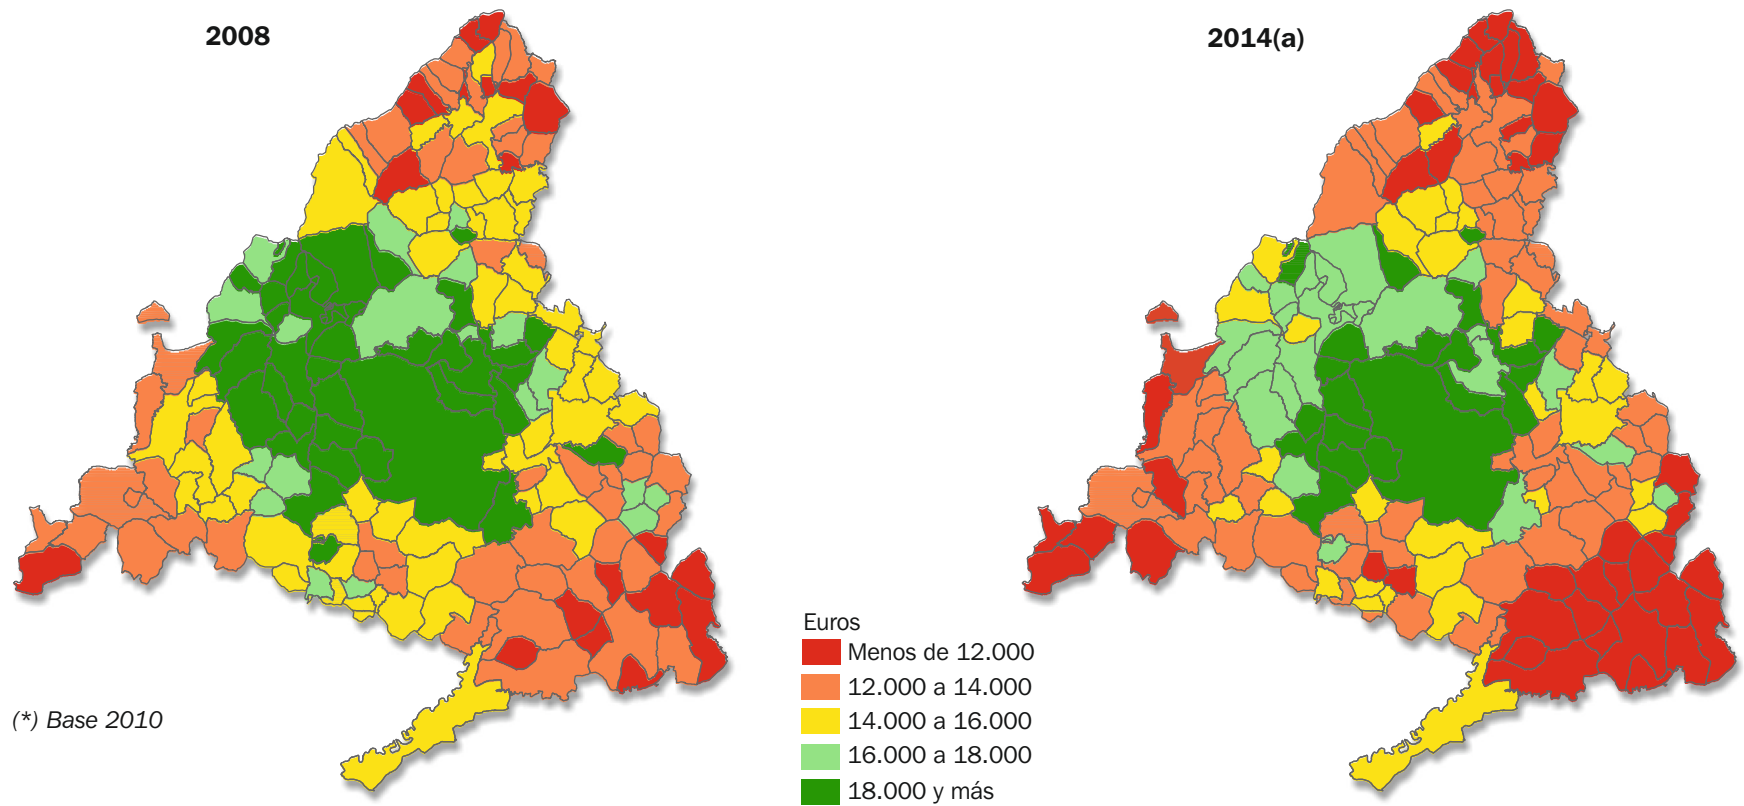 2008
2014(a)
Euros
Menos de 12.000
12.000 a 14.000
14.000 a 16.000
16.000 a 18.000
18.000 y más
(*) Base 2010